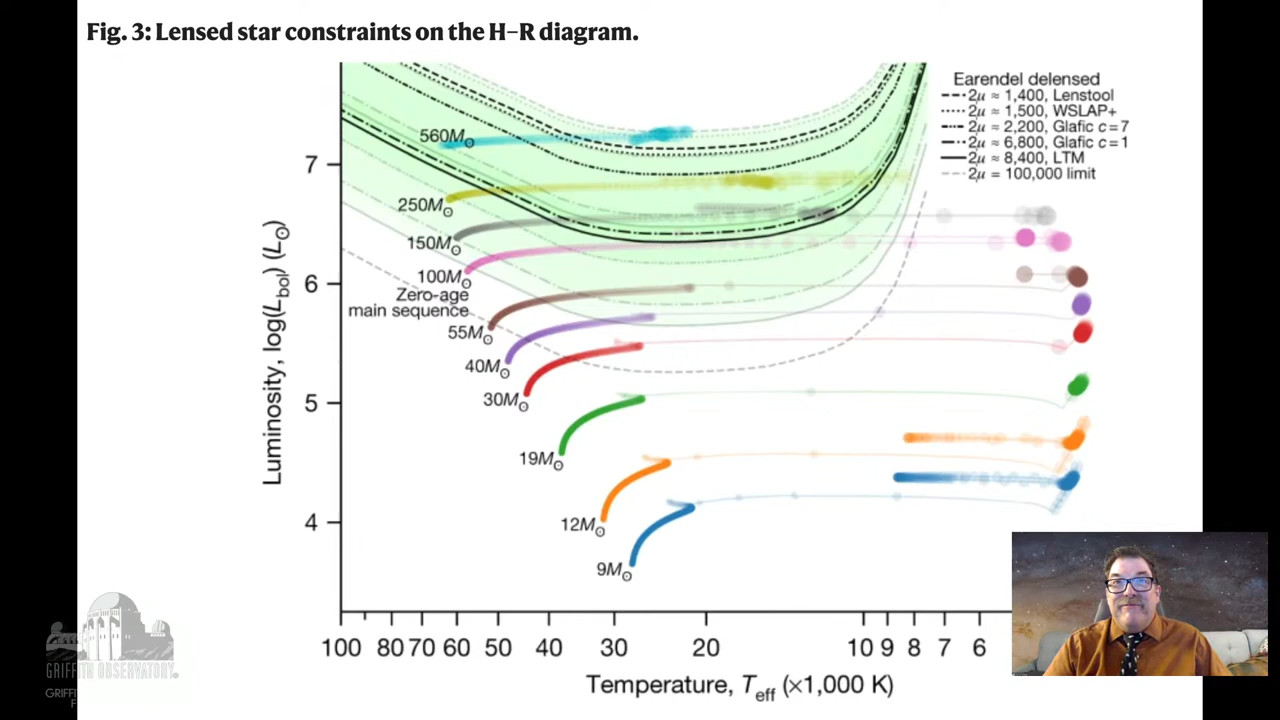 Fig. 3: Lensed star constraints on the H–R diagram.
Earendel delensed
2μ ≈ 1,400, Lenstool
2μ ≈ 1,500, WSLAP+
2μ ≈ 2,200, Glafic c=7
2μ ≈ 6,800, Glafic c=1
2μ ≈ 8,400, LTM
2μ = 100,000 limit
560M⊙
250M⊙
150M⊙
100M⊙
Zero-age
main sequence
55M⊙
40M⊙
30M⊙
19M⊙
12M⊙
9M⊙
Luminosity, log(Lbol) (L⊙)
7
6
5
4
100 80 70 60 50 40 30 20 10 9 8 7 6
Temperature, Teff (×1,000 K)
GRIFFITH OBSERVATORY